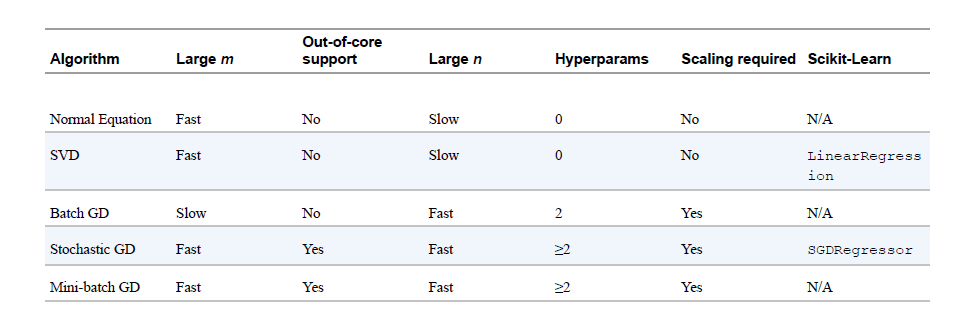 Algorithm Large m Out-of-core support Large n Hyperparams Scaling required Scikit-Learn
Normal Equation Fast No Slow 0 No N/A
SVD Fast No Slow 0 No LinearRegress
ion
Batch GD Slow No Fast 2 Yes N/A
Stochastic GD Fast Yes Fast ≥2 Yes SGDRegressor
Mini-batch GD Fast Yes Fast ≥2 Yes N/A